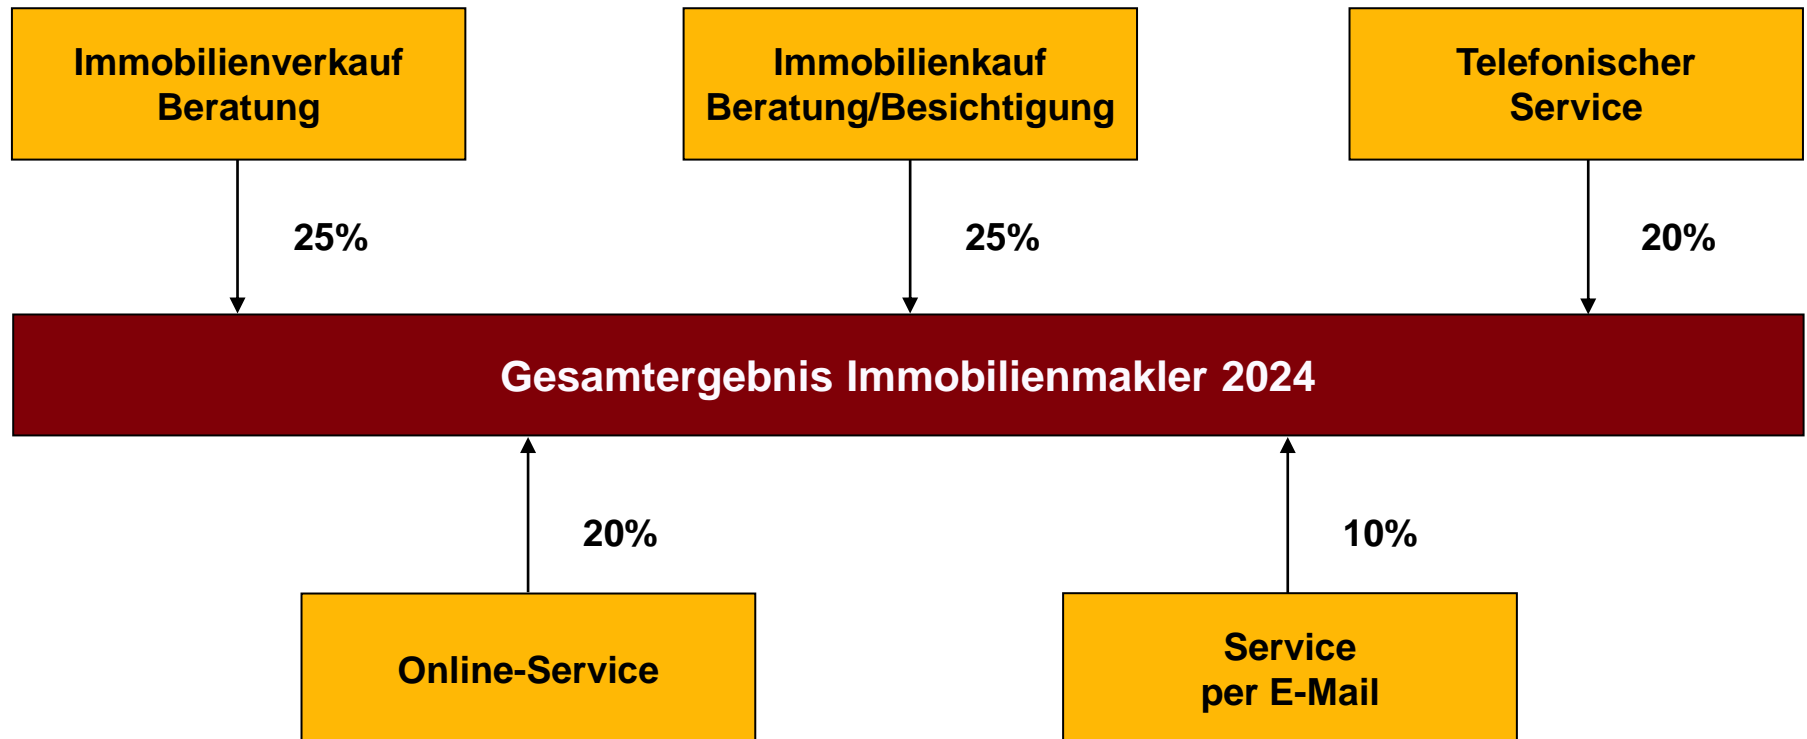 Immobilienverkauf
Beratung
Immobilienkauf
Beratung/Besichtigung
Telefonischer
Service
25%
25%
20%
Gesamtergebnis Immobilienmakler 2024
20%
10%
Online-Service
Service
per E-Mail